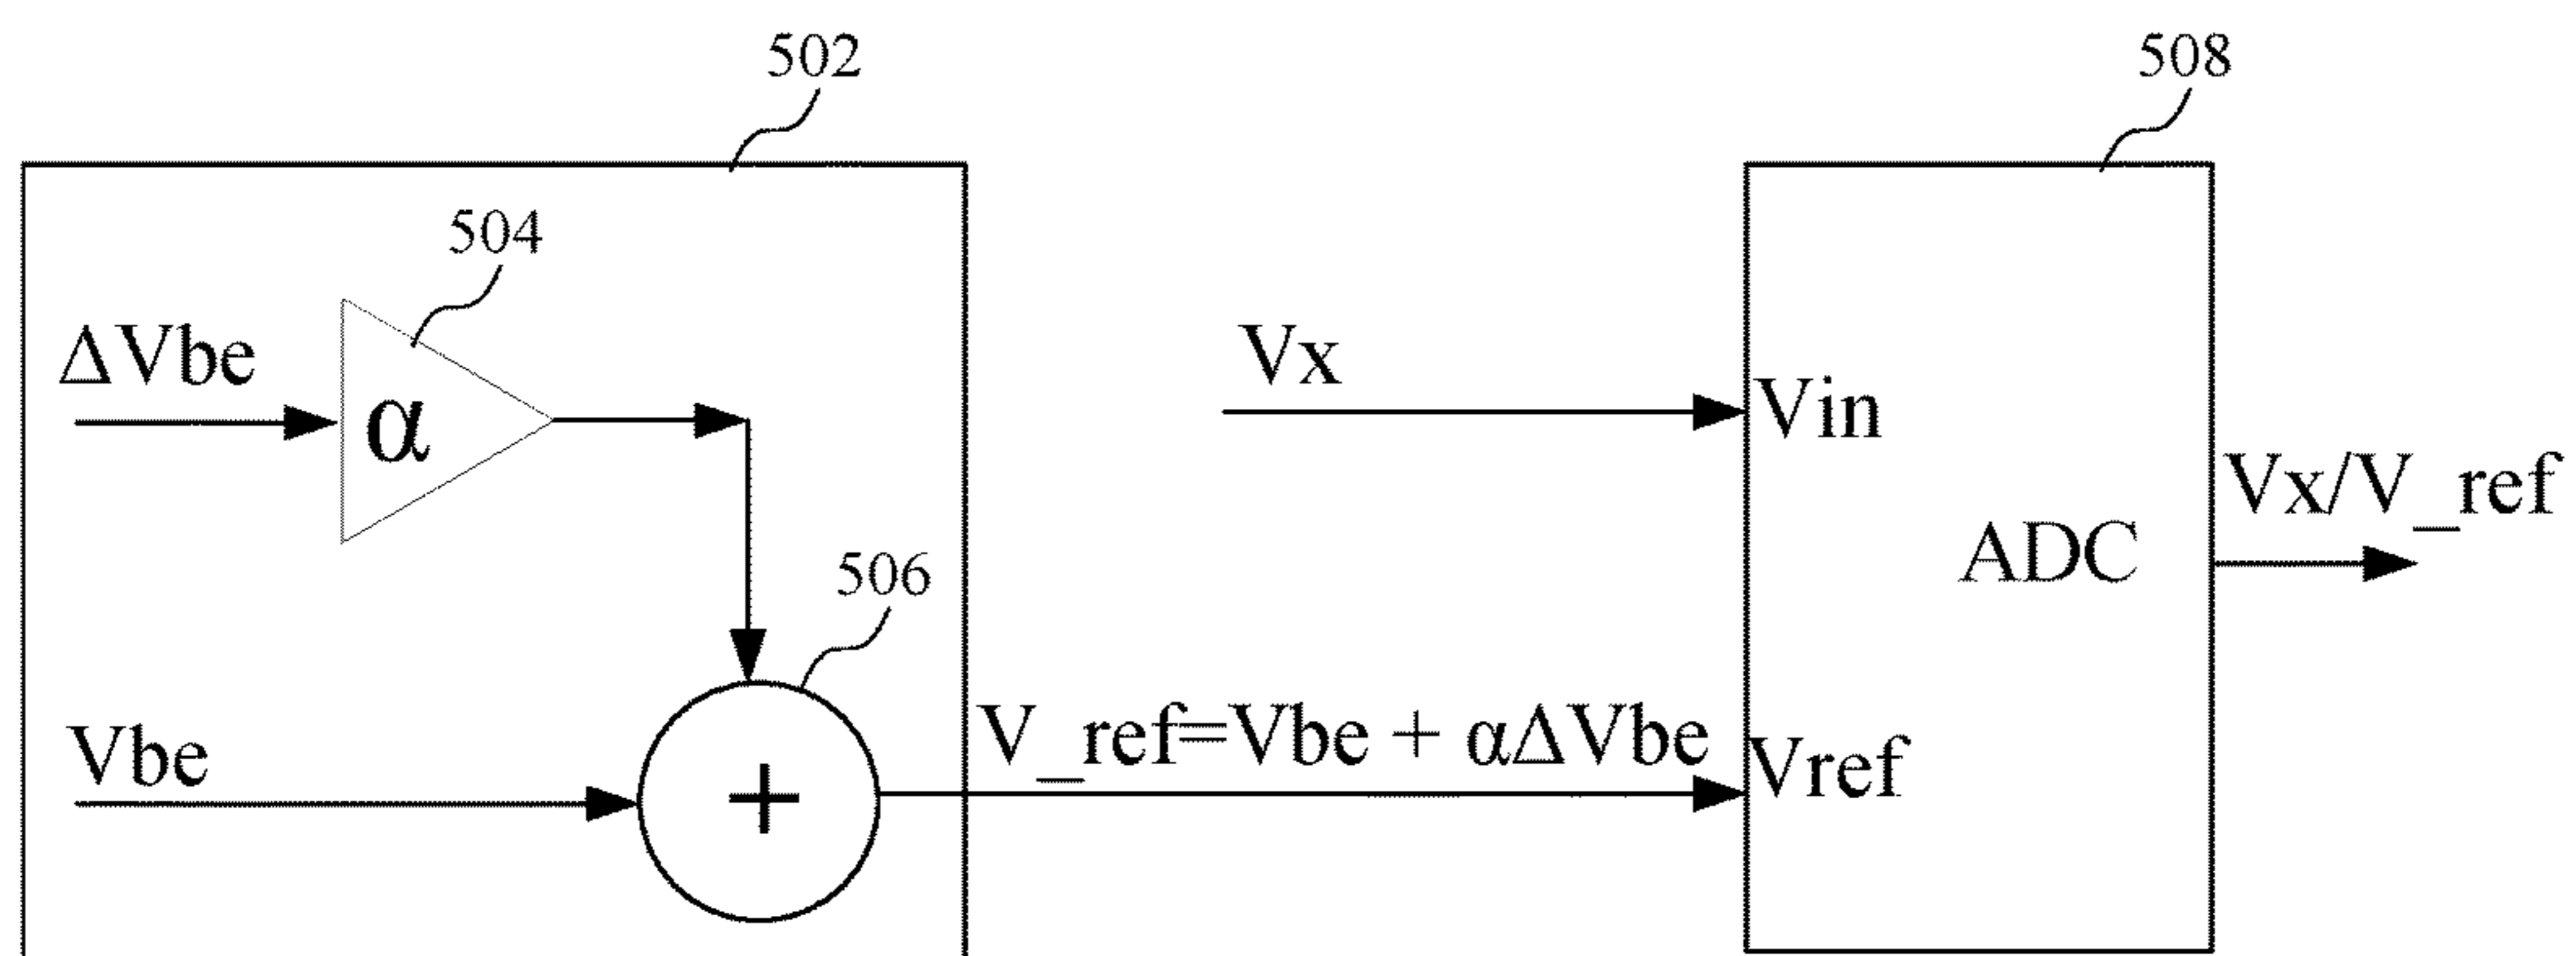 502
508
504
ΔVbe
α
Vx
Vin
Vx/V_ref
ADC
506
Vbe
+
V_ref=Vbe + αΔVbe
Vref